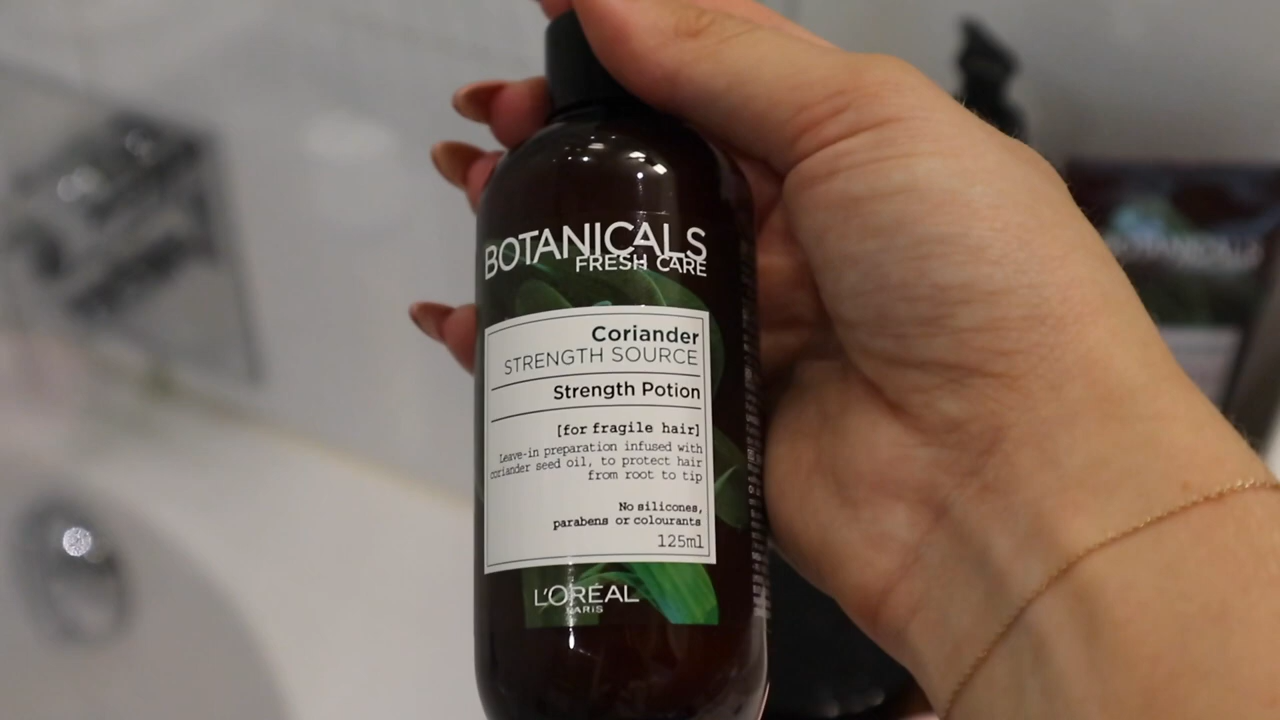 BOTANICALS
FRESH CARE
Coriander
STRENGTH SOURCE
Strength Potion
[for fragile hair]
Leave-in preparation infused with
coriander seed oil, to protect hair
from root to tip
No silicones,
parabens or colourants
125ml
L'ORÉAL
PARIS
BOTANICALS